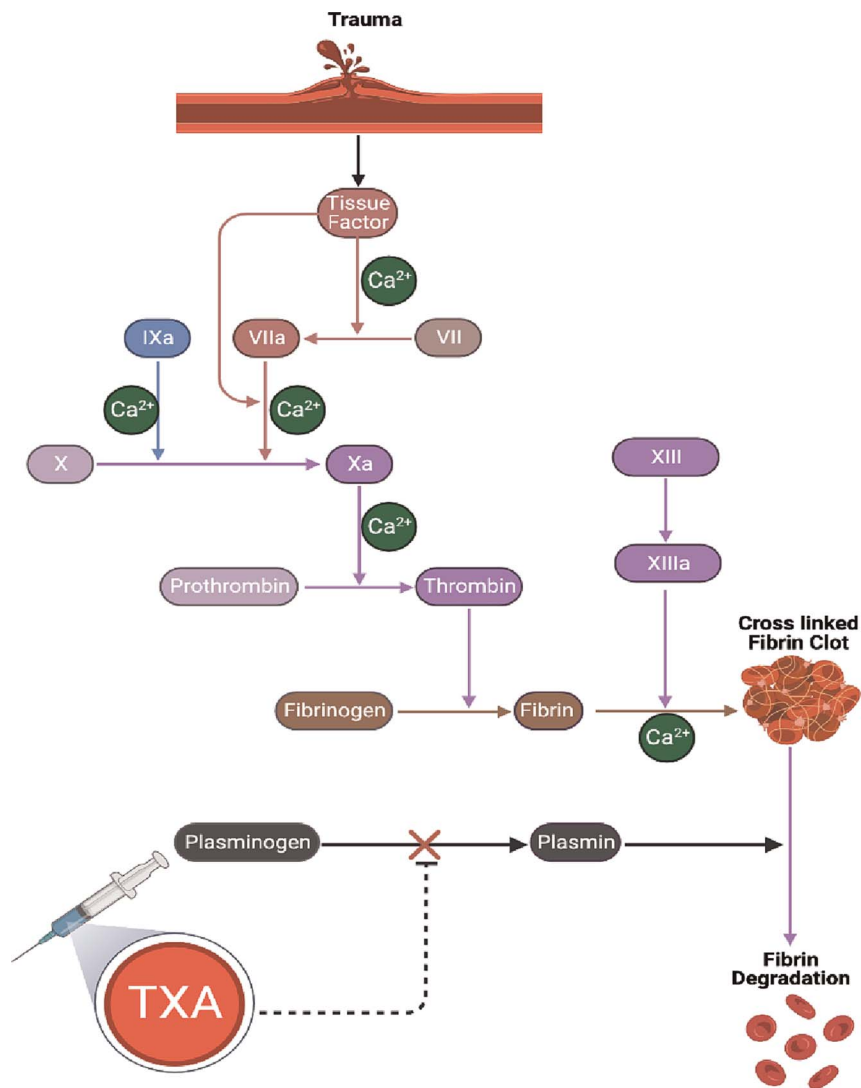 Trauma
Tissue
Factor
Ca²⁺
IXa
VIIa
VII
Ca²⁺
Ca²⁺
X
Xa
XIII
Ca²⁺
XIIIa
Prothrombin
Thrombin
Cross linked
Fibrin Clot
Fibrinogen
Fibrin
Ca²⁺
Plasminogen
Plasmin
Fibrin
Degradation
TXA